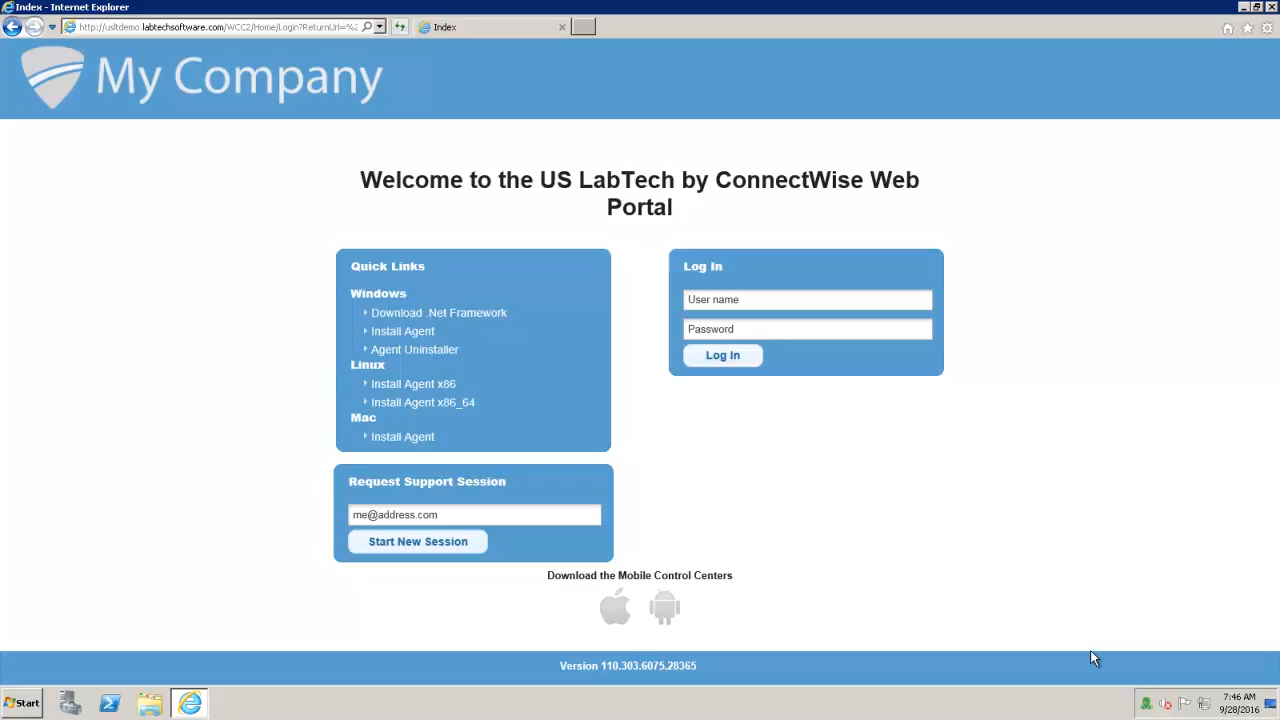 Index - Internet Explorer
http://usltdemo.labtechsoftware.com/WCC2/Home/Login?ReturnUrl=%2
Index
My Company
Welcome to the US LabTech by ConnectWise Web
Portal
Quick Links
Windows
Download .Net Framework
Install Agent
Agent Uninstaller
Linux
Install Agent x86
Install Agent x86_64
Mac
Install Agent
Log In
User name
Password
Log In
Request Support Session
me@address.com
Start New Session
Download the Mobile Control Centers
Version 110.303.6075.28365
Start
7:46 AM
9/28/2016